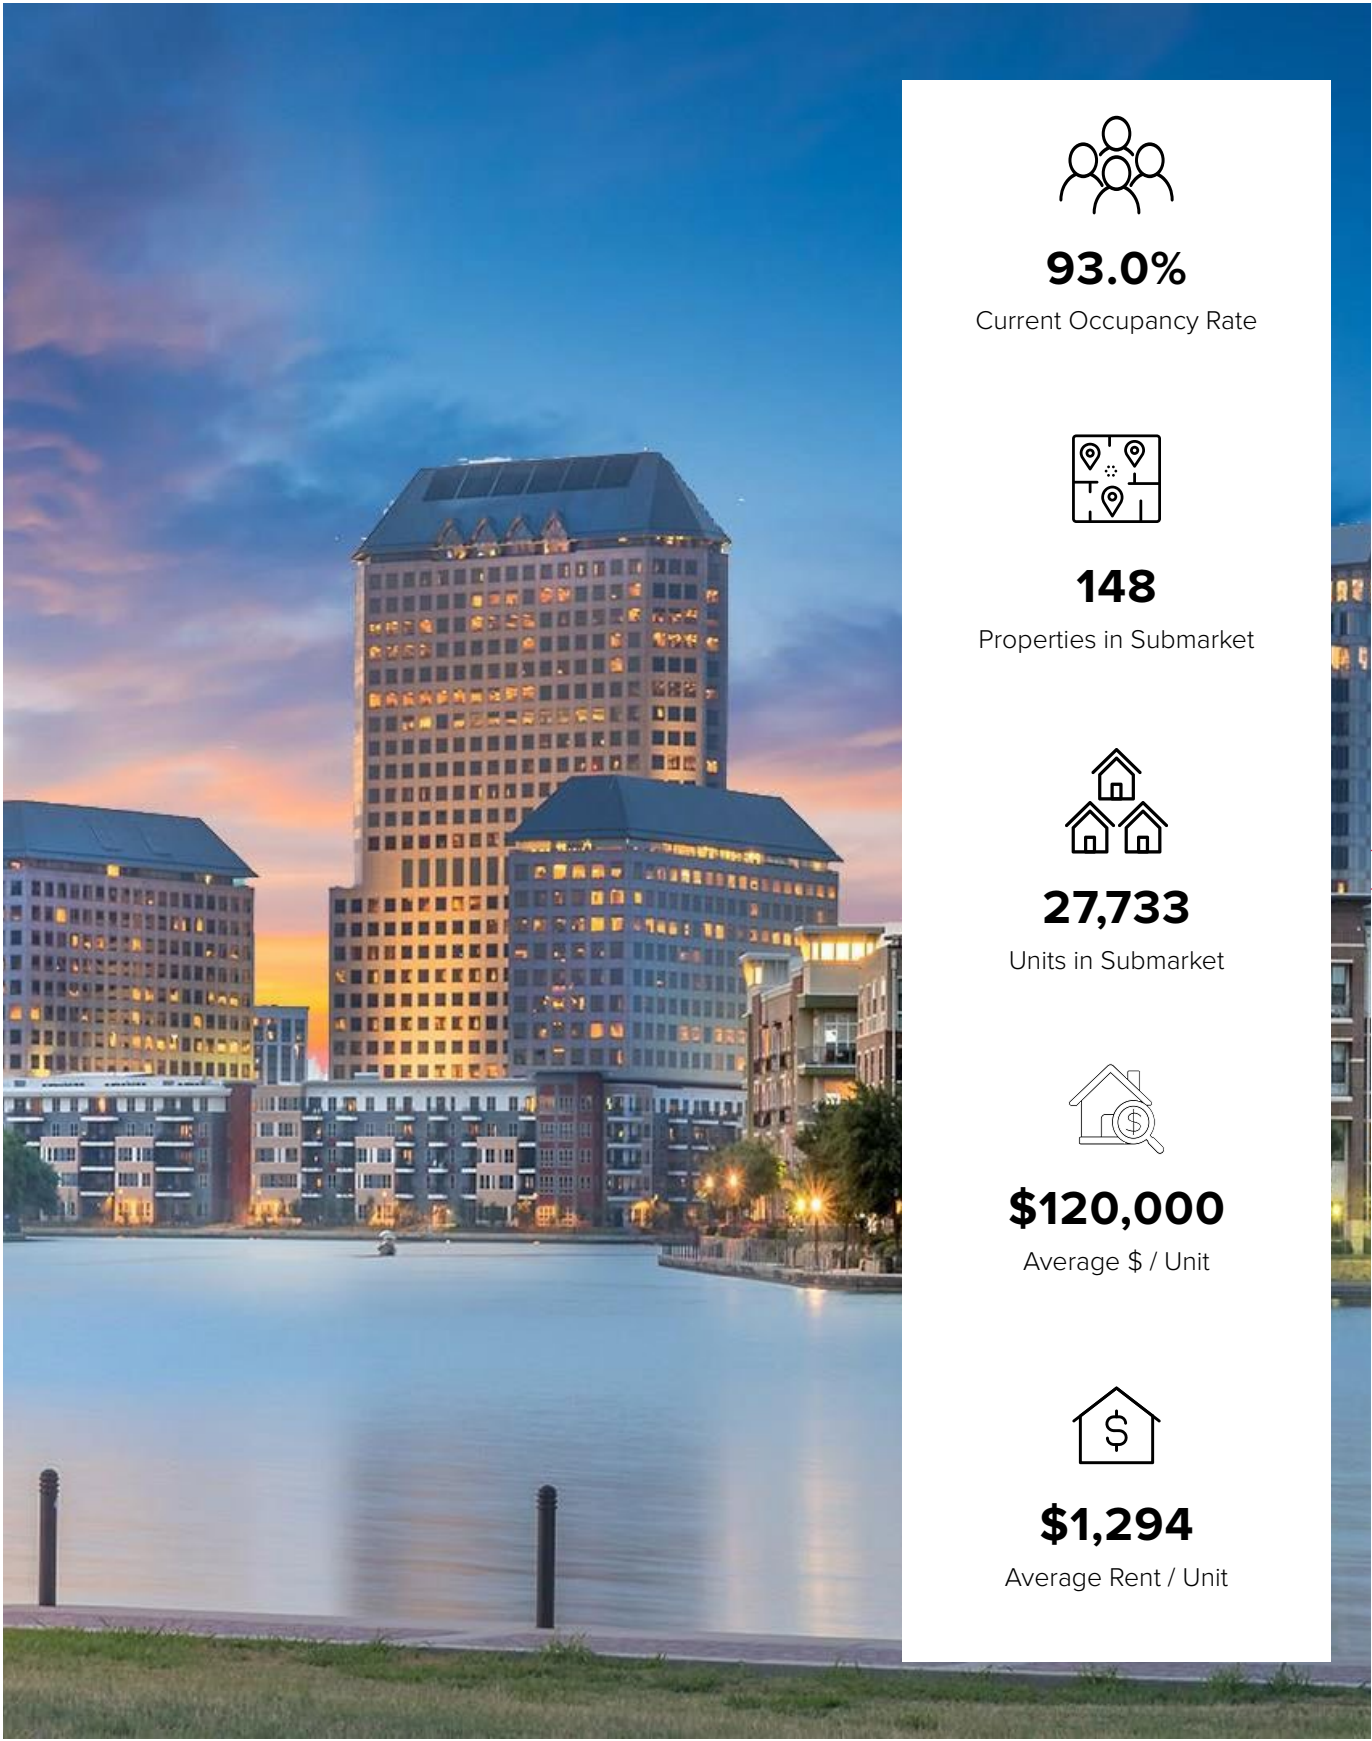 93.0%
Current Occupancy Rate
148
Properties in Submarket
27,733
Units in Submarket
$120,000
Average $ / Unit
$1,294
Average Rent / Unit